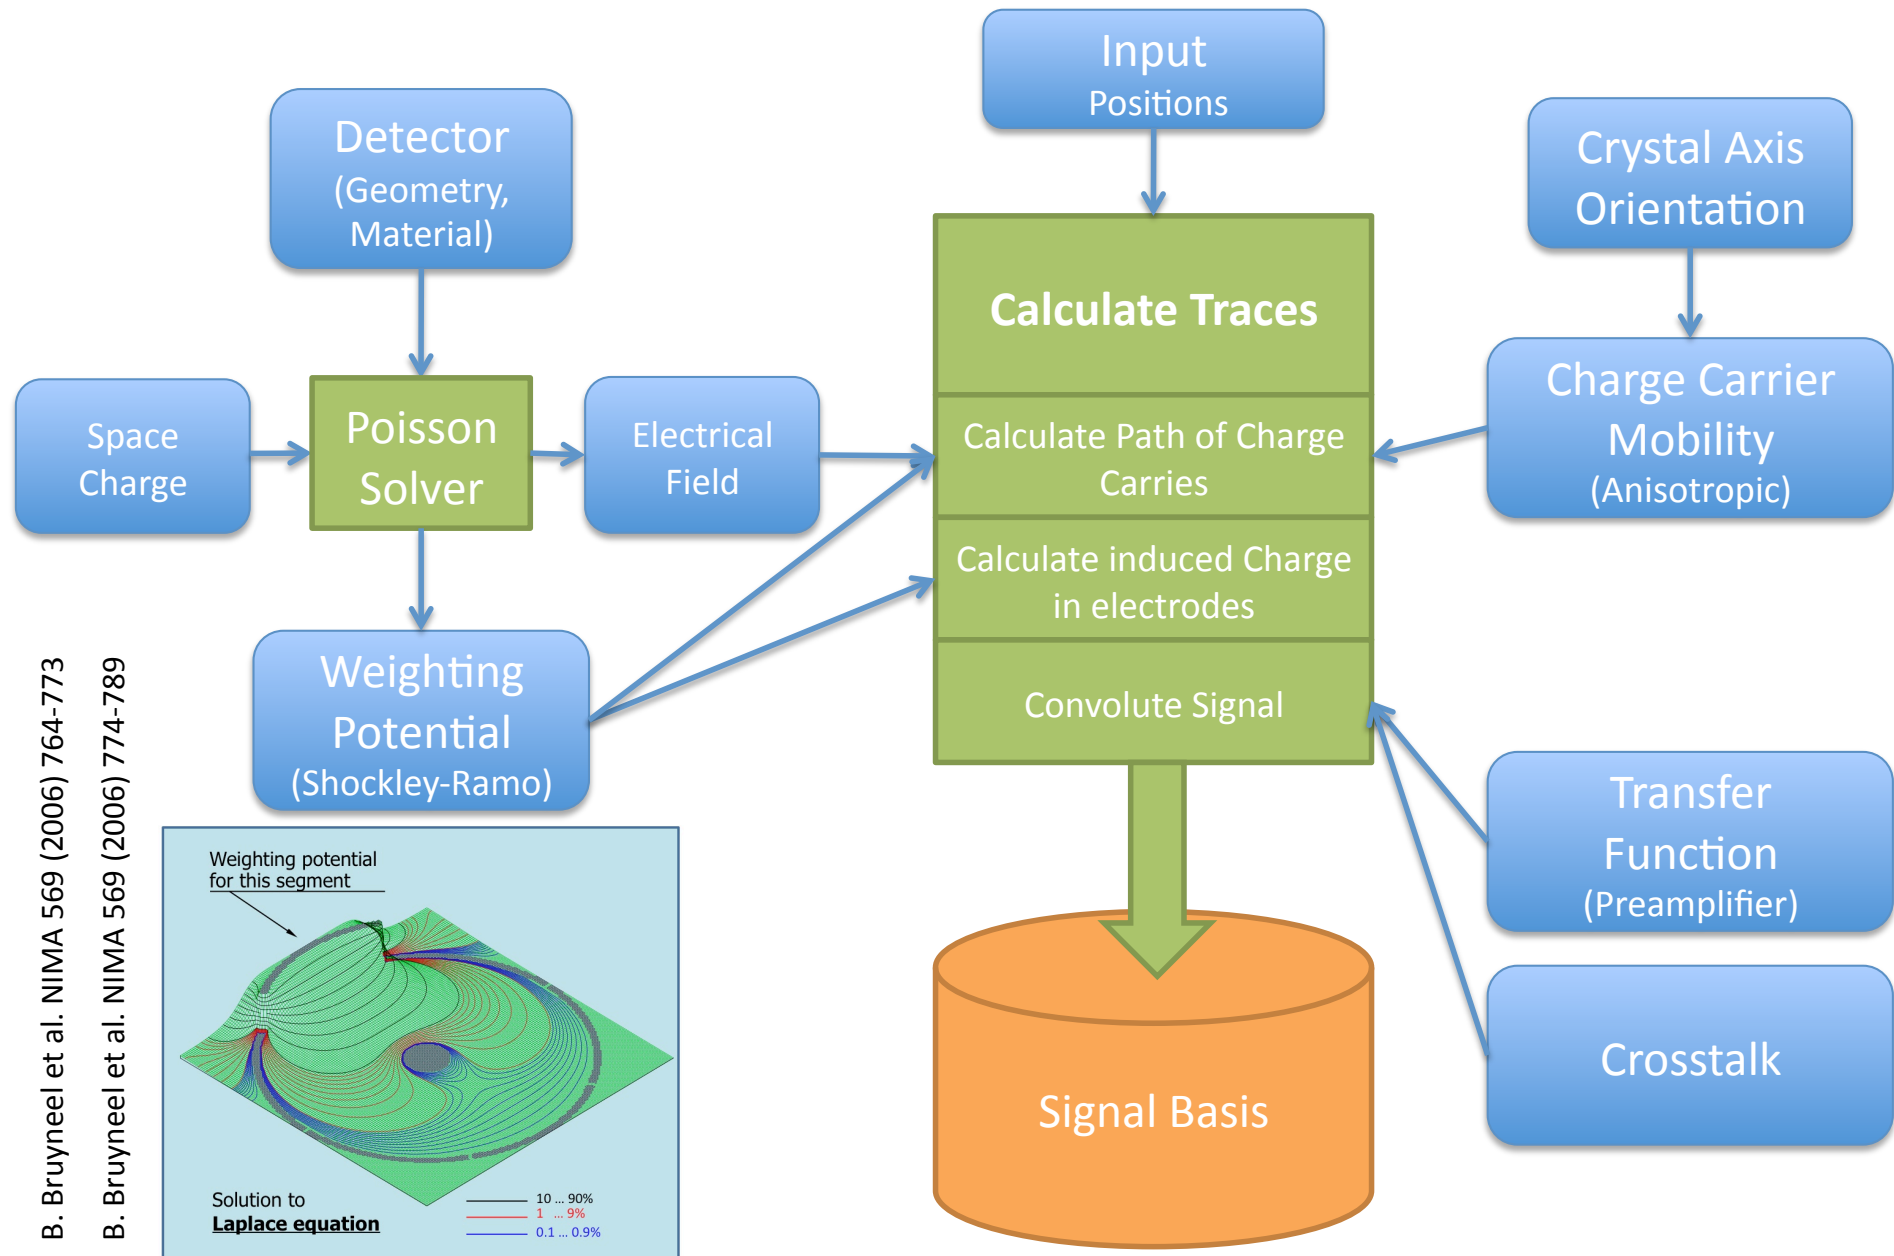 Input
Positions
Detector
(Geometry,
Material)
Crystal Axis
Orientation
Calculate Traces
Space
Charge
Poisson
Solver
Electrical
Field
Calculate Path of Charge
Carries
Charge Carrier
Mobility
(Anisotropic)
Calculate induced Charge
in electrodes
Weighting
Potential
(Shockley-Ramo)
Convolute Signal
Transfer
Function
(Preamplifier)
Crosstalk
Signal Basis
B. Bruyneel et al. NIMA 569 (2006) 764-773
B. Bruyneel et al. NIMA 569 (2006) 774-789
Weighting potential
for this segment
Solution to
Laplace equation
10 ... 90%
1 ... 9%
0.1 ... 0.9%